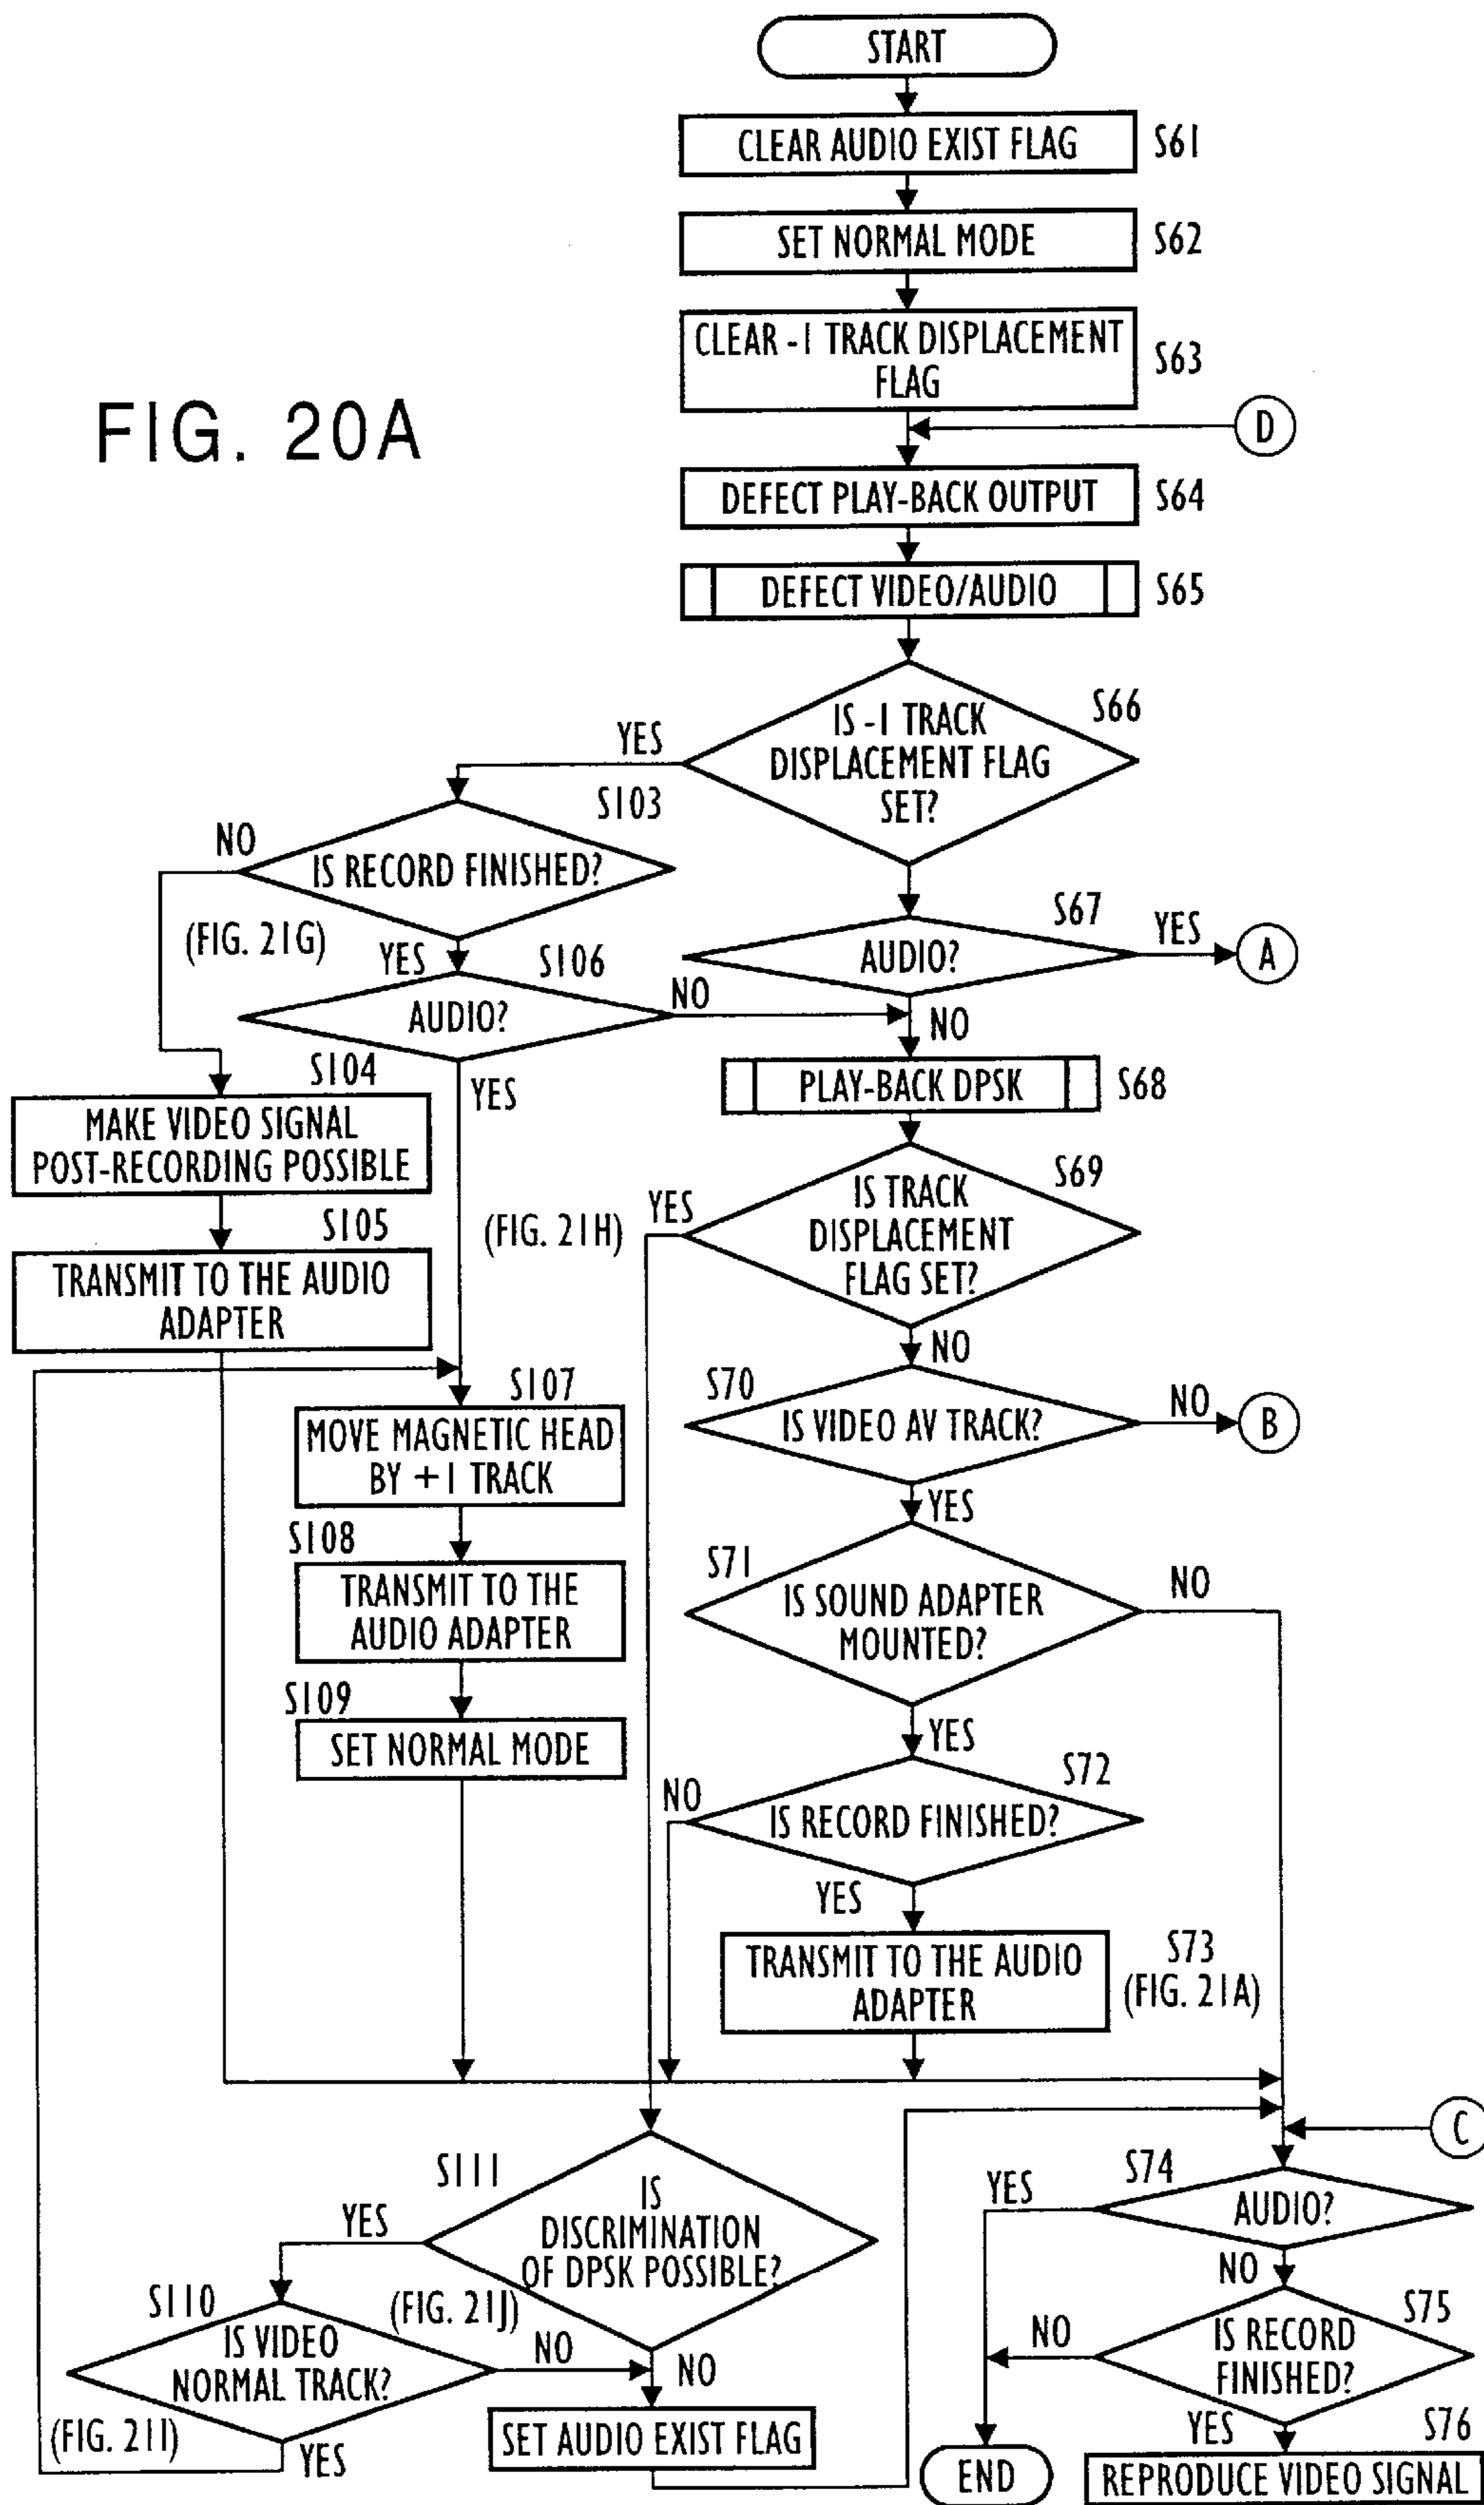 START
CLEAR AUDIO EXIST FLAG
S61
SET NORMAL MODE
S62
CLEAR -1 TRACK DISPLACEMENT
FLAG
S63
FIG. 20A
D
DEFECT PLAY-BACK OUTPUT
S64
DEFECT VIDEO/AUDIO
S65
S66
IS -1 TRACK
DISPLACEMENT FLAG
SET?
YES
S103
NO
IS RECORD FINISHED?
(FIG. 21G)
YES
S67
AUDIO?
YES
A
S106
AUDIO?
NO
NO
YES
S104
MAKE VIDEO SIGNAL
POST-RECORDING POSSIBLE
PLAY-BACK DPSK
S68
S69
IS TRACK
DISPLACEMENT
FLAG SET?
YES
(FIG. 21H)
S105
TRANSMIT TO THE AUDIO
ADAPTER
NO
S70
IS VIDEO AV TRACK?
NO
B
S107
MOVE MAGNETIC HEAD
BY +1 TRACK
YES
S108
TRANSMIT TO THE
AUDIO ADAPTER
S71
IS SOUND ADAPTER
MOUNTED?
NO
S109
SET NORMAL MODE
YES
S72
NO
IS RECORD FINISHED?
YES
TRANSMIT TO THE AUDIO
ADAPTER
S73
(FIG. 21A)
C
S111
IS
DISCRIMINATION
OF DPSK POSSIBLE?
YES
S74
YES
AUDIO?
NO
S110
(FIG. 21J)
IS VIDEO
NORMAL TRACK?
NO
NO
S75
NO
IS RECORD
FINISHED?
(FIG. 21I)
YES
SET AUDIO EXIST FLAG
END
YES
S76
REPRODUCE VIDEO SIGNAL